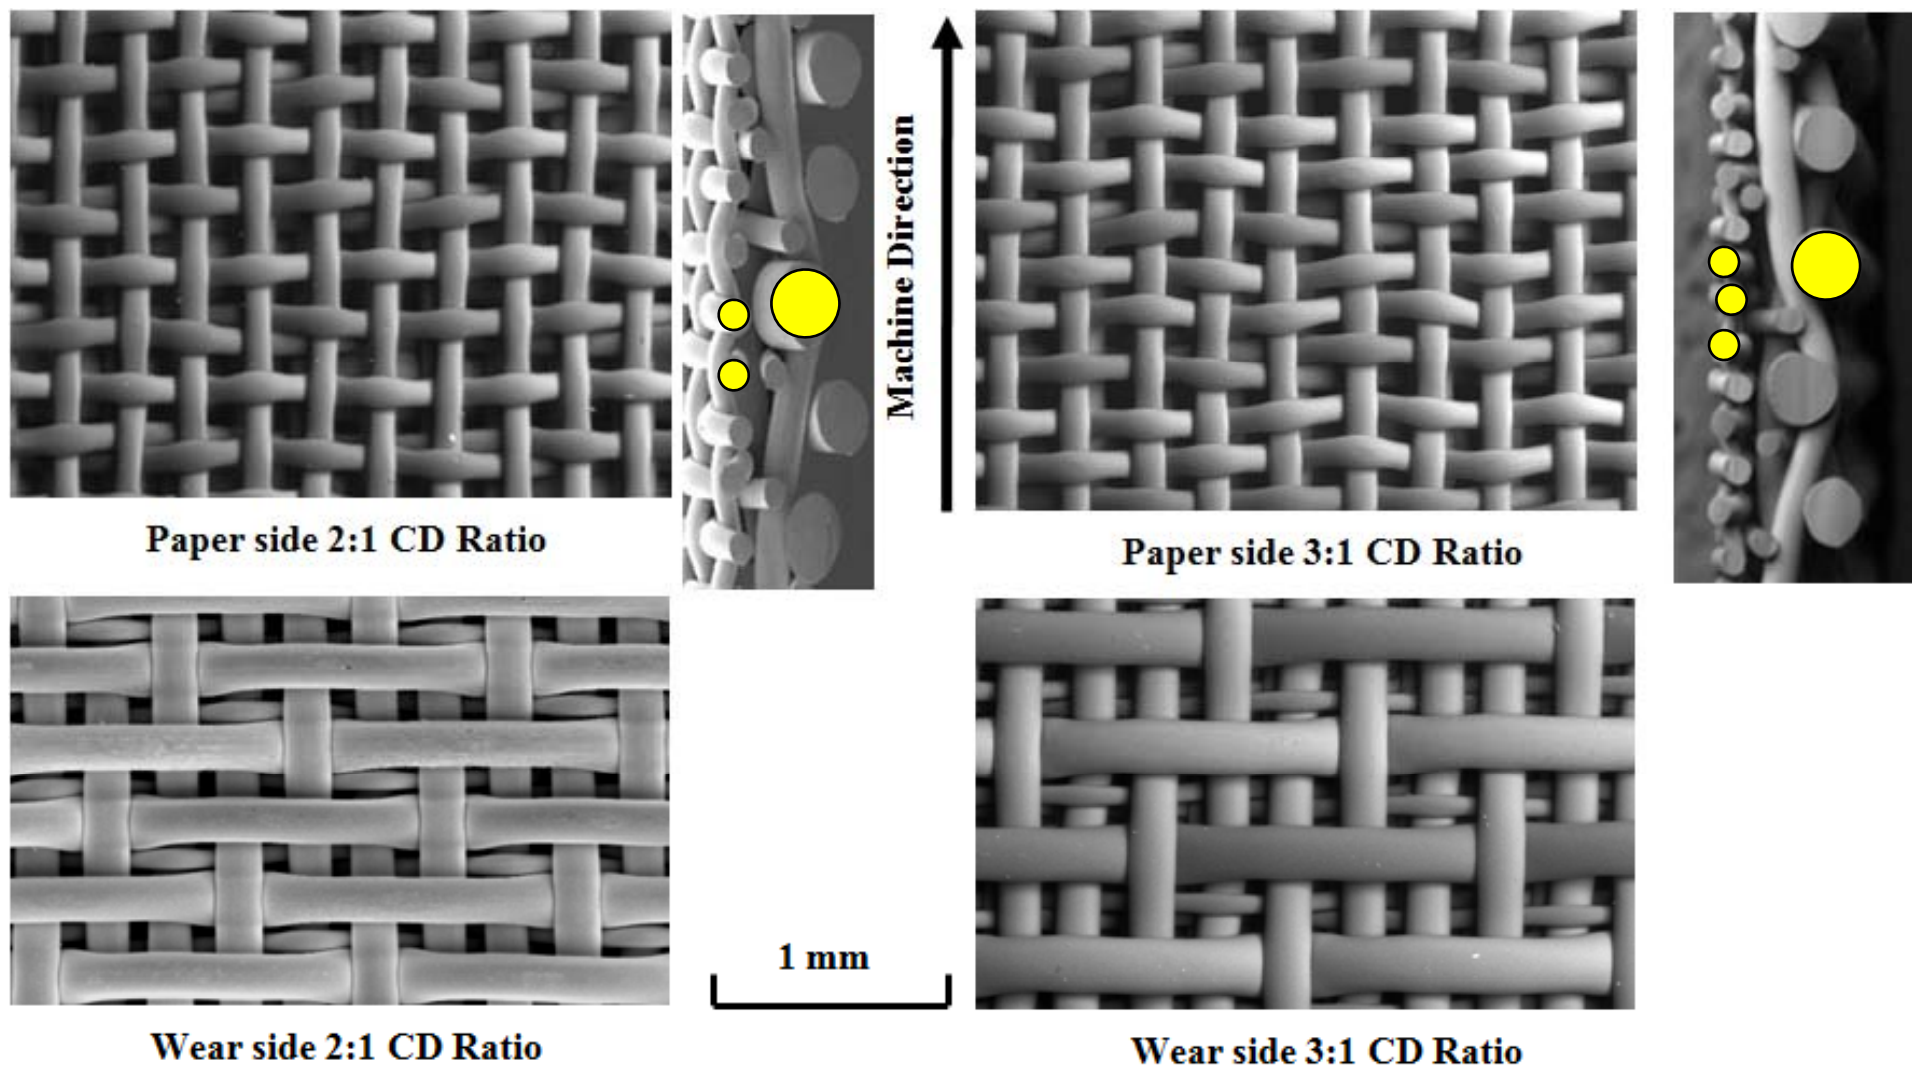 Machine Direction
Paper side 2:1 CD Ratio
Paper side 3:1 CD Ratio
1 mm
Wear side 2:1 CD Ratio
Wear side 3:1 CD Ratio